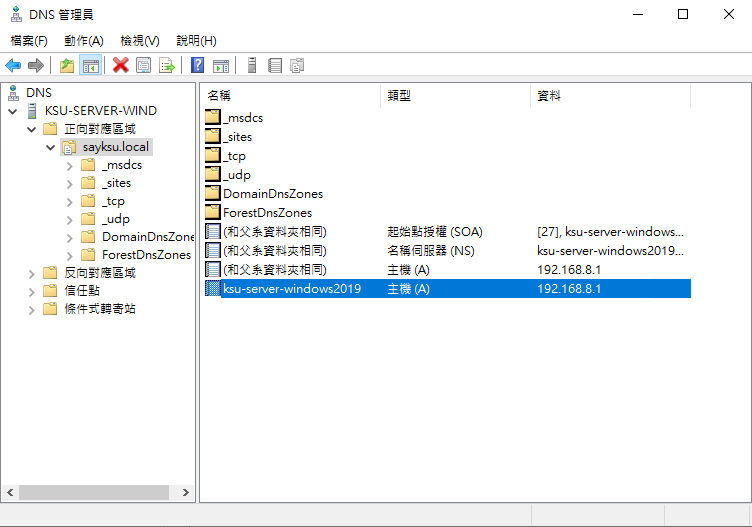 DNS 管理員
檔案(F) 動作(A) 檢視(V) 說明(H)
DNS
KSU-SERVER-WIND
正向對應區域
sayksu.local
_msdcs
_sites
_tcp
_udp
DomainDnsZone
ForestDnsZones
反向對應區域
信任點
條件式轉寄站
名稱 類型 資料
_msdcs
_sites
_tcp
_udp
DomainDnsZones
ForestDnsZones
(和父系資料夾相同) 起始點授權 (SOA) [27], ksu-server-windows...
(和父系資料夾相同) 名稱伺服器 (NS) ksu-server-windows2019...
(和父系資料夾相同) 主機 (A) 192.168.8.1
ksu-server-windows2019 主機 (A) 192.168.8.1